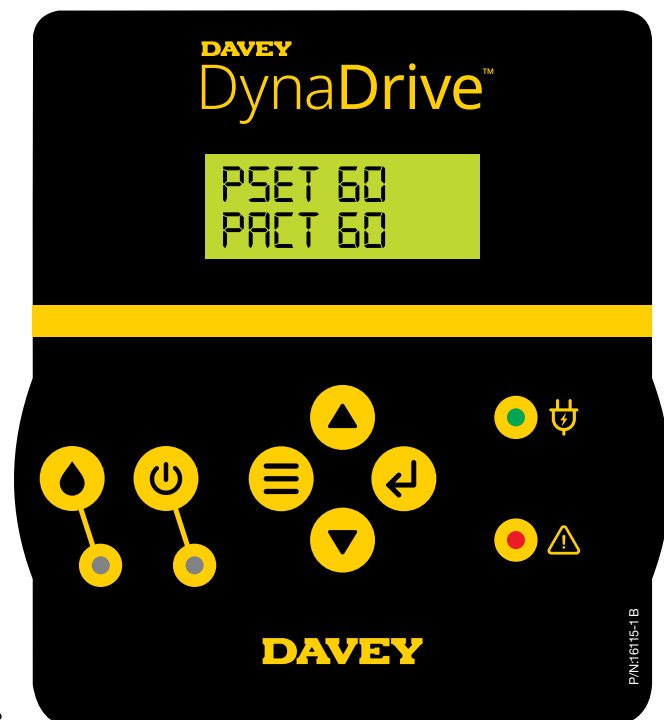 DAVEY
DynaDrive™
PSET 60
PACT 60
DAVEY
P/N:16115-1 B